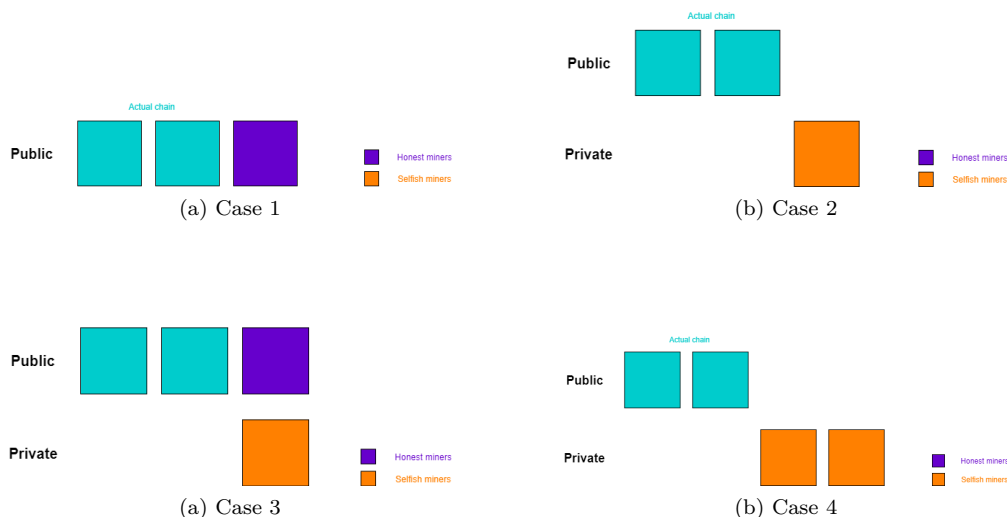 Actual chain
Public
Honest miners
Selfish miners
(a) Case 1
Actual chain
Public
Private
Honest miners
Selfish miners
(b) Case 2
Public
Private
Honest miners
Selfish miners
(a) Case 3
Actual chain
Public
Private
Honest miners
Selfish miners
(b) Case 4